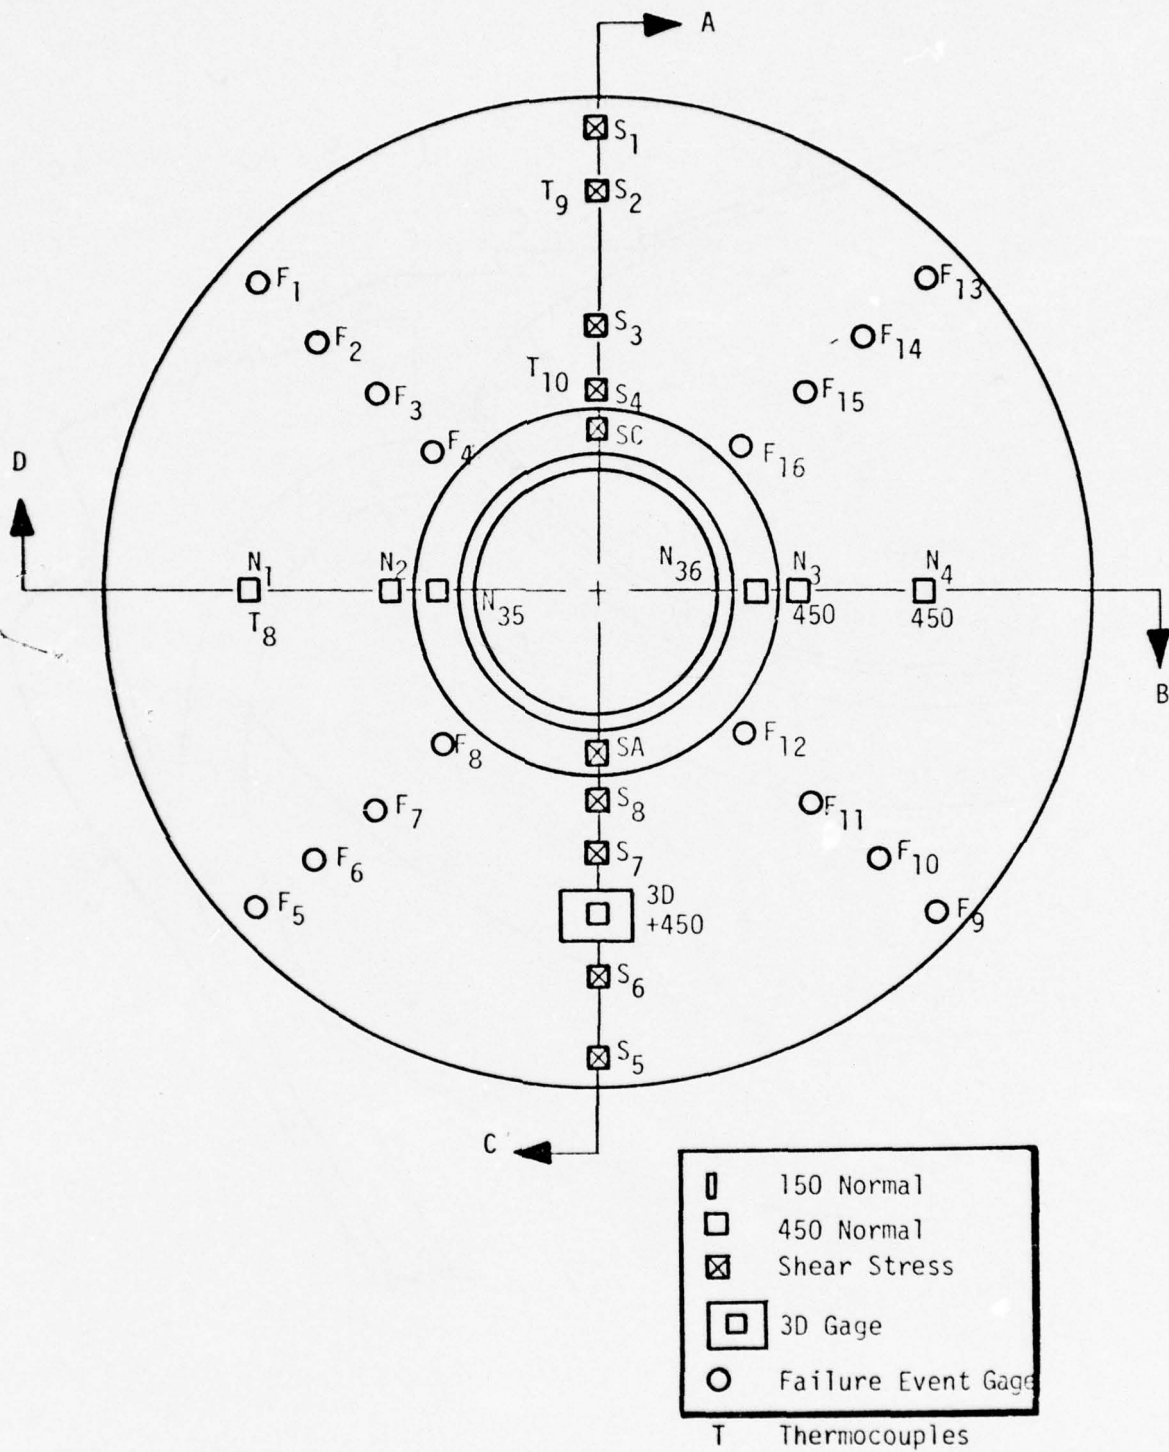 A
S1
T9 S2
F1
F13
S3
F2
F14
T10 S4
F3
F15
SC
F4
F16
D
N1
N2
N36
N3
N4
T8
N35
450
450
B
F8
SA
F12
S8
F7
F11
S7
F6
F10
3D
+450
F5
F9
S6
S5
C
150 Normal
450 Normal
Shear Stress
3D Gage
Failure Event Gage
T Thermocouples